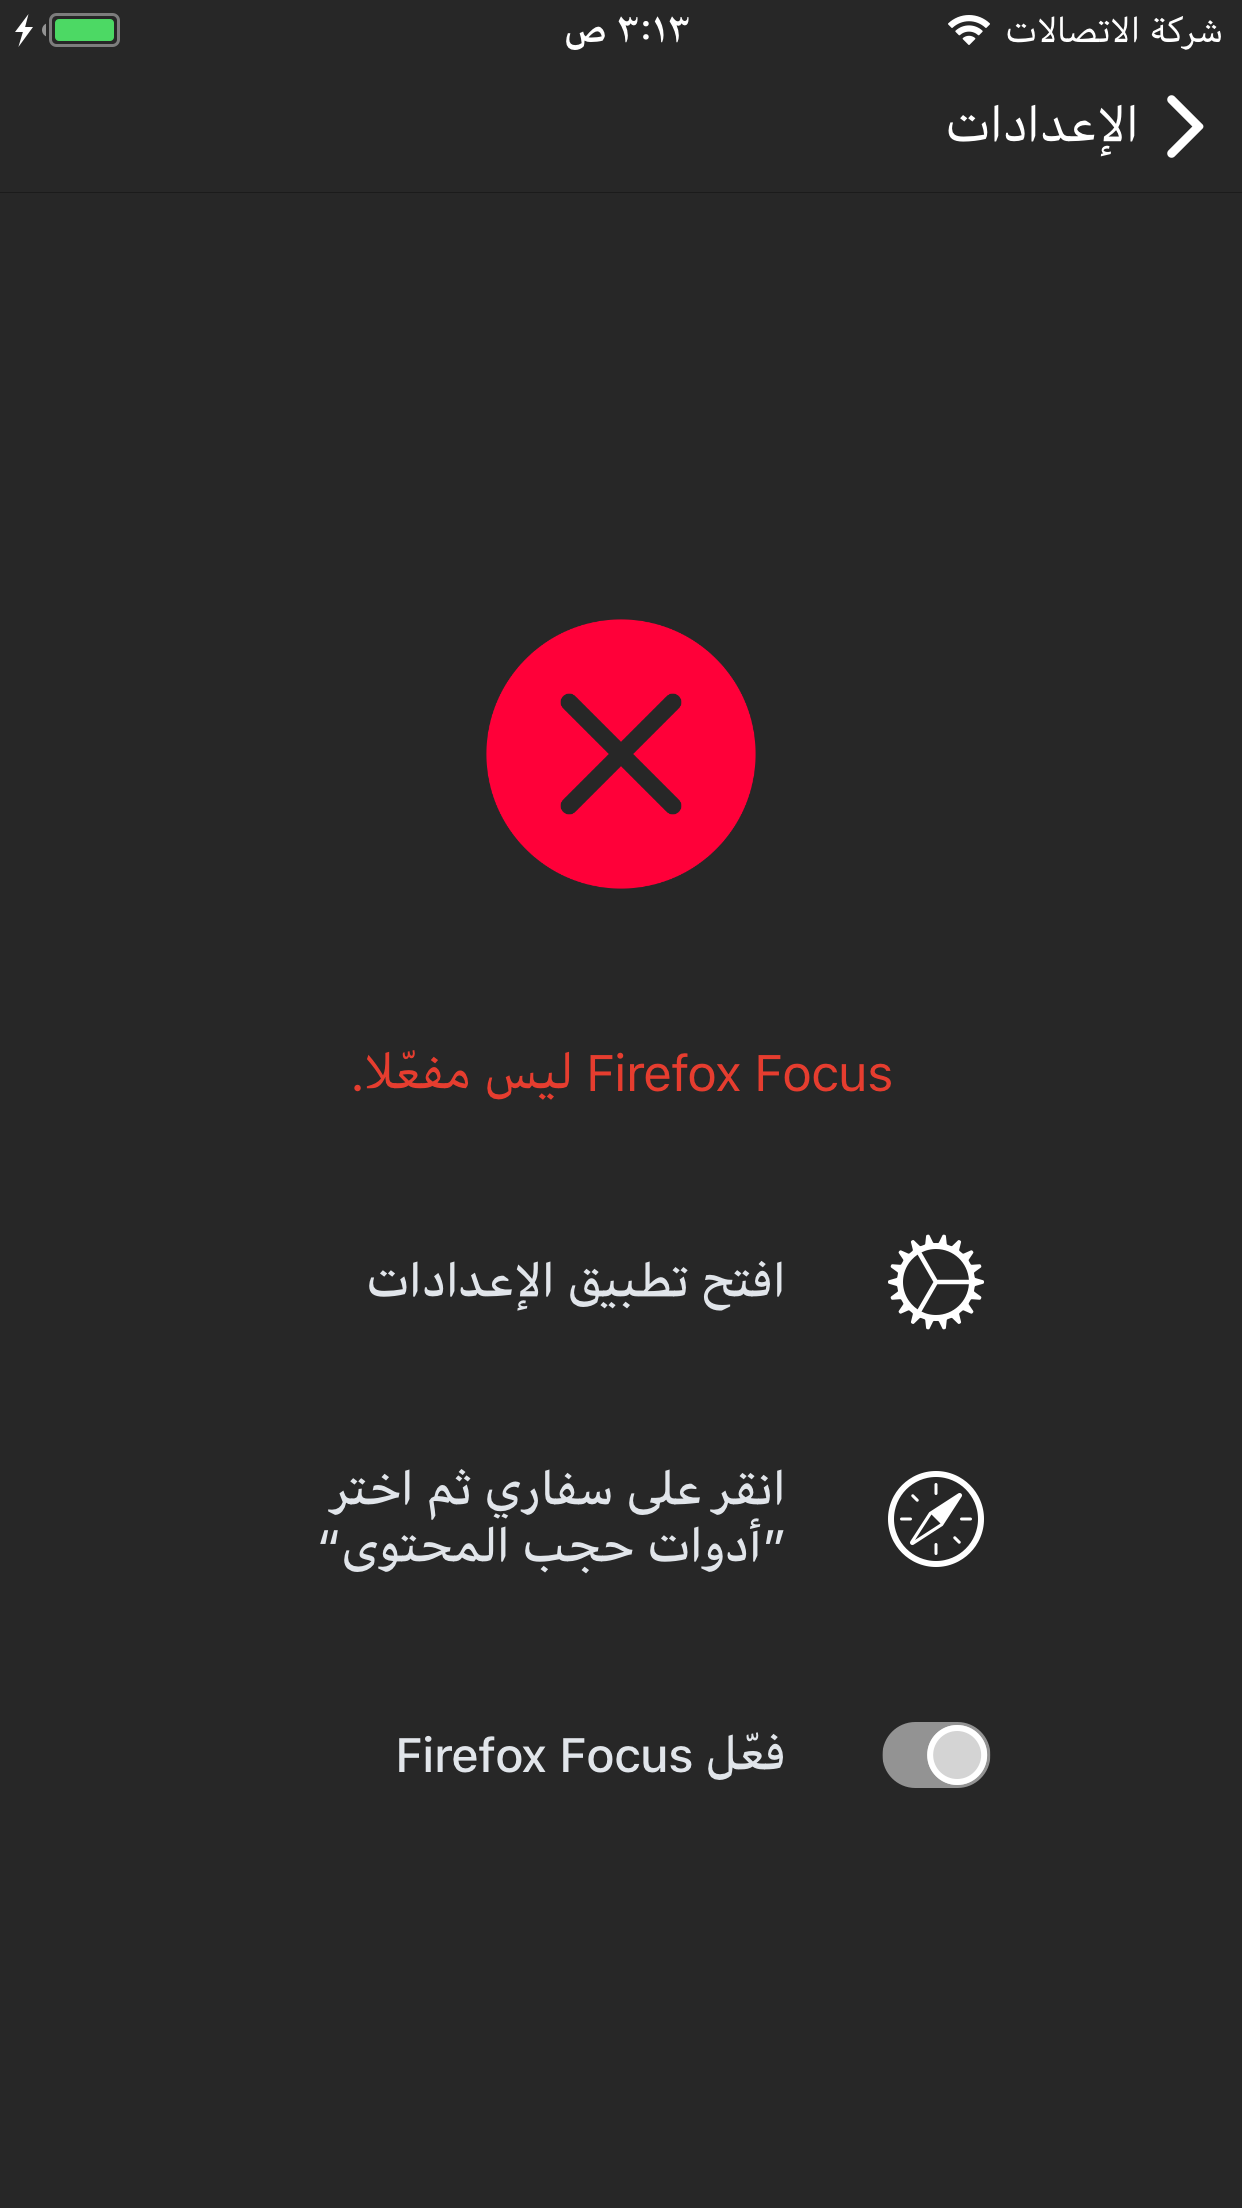 شركة الاتصالات ٣:١٣ ص
الإعدادات
Firefox Focus ليس مفعّلا.
افتح تطبيق الإعدادات
انقر على سفاري ثم اختر
”أدوات حجب المحتوى“
فعّل Firefox Focus